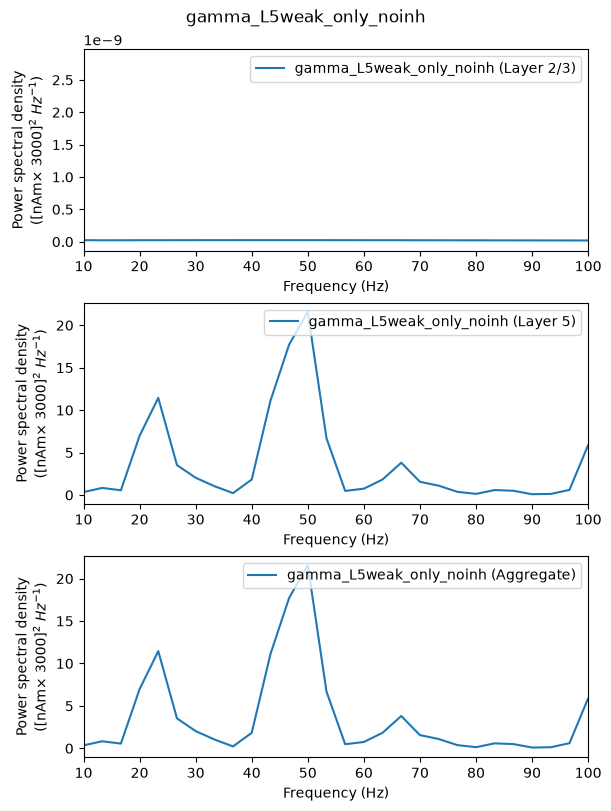 gamma_L5weak_only_noinh
1e−9
gamma_L5weak_only_noinh (Layer 2/3)
Power spectral density
([nAm× 3000]² Hz⁻¹)
2.5
2.0
1.5
1.0
0.5
0.0
10 20 30 40 50 60 70 80 90 100
Frequency (Hz)
gamma_L5weak_only_noinh (Layer 5)
Power spectral density
([nAm× 3000]² Hz⁻¹)
20
15
10
5
0
10 20 30 40 50 60 70 80 90 100
Frequency (Hz)
gamma_L5weak_only_noinh (Aggregate)
Power spectral density
([nAm× 3000]² Hz⁻¹)
20
15
10
5
0
10 20 30 40 50 60 70 80 90 100
Frequency (Hz)